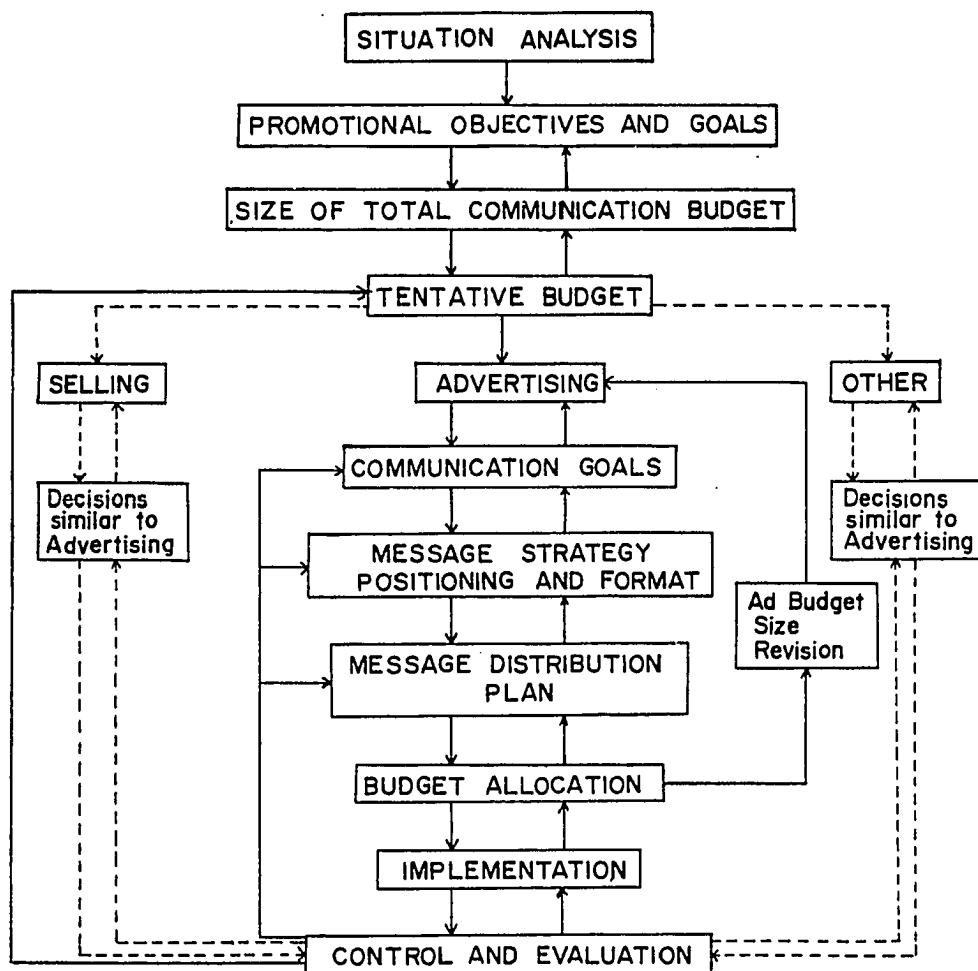 SITUATION ANALYSIS
PROMOTIONAL OBJECTIVES AND GOALS
SIZE OF TOTAL COMMUNICATION BUDGET
TENTATIVE BUDGET
SELLING
ADVERTISING
OTHER
COMMUNICATION GOALS
Decisions
similar to
Advertising
Decisions
similar to
Advertising
MESSAGE STRATEGY
POSITIONING AND FORMAT
Ad Budget
Size
Revision
MESSAGE DISTRIBUTION
PLAN
BUDGET ALLOCATION
IMPLEMENTATION
CONTROL AND EVALUATION